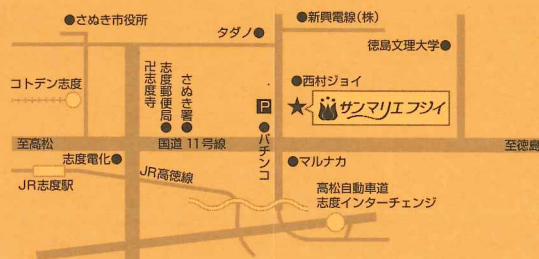 ●さぬき市役所
タダノ●
●新興電線(株)
徳島文理大学●
コトデン志度
卍志度寺
志度郵便局●
さぬき署●
●西村ジョイ
P
★
サンマリエフジイ
●パチンコ
至高松
国道11号線
至徳島
志度電化●
●マルナカ
JR志度駅
JR高徳線
高松自動車道
志度インターチェンジ